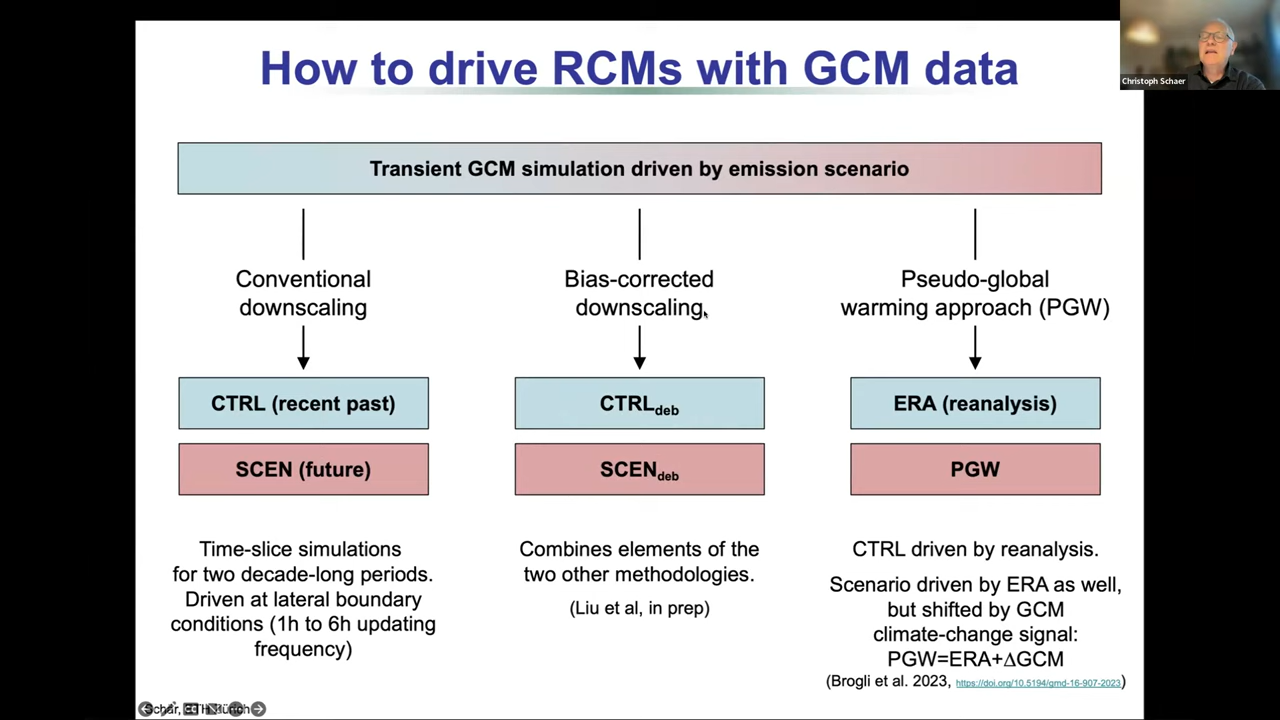 How to drive RCMs with GCM data
Christoph Schaer
Transient GCM simulation driven by emission scenario
Conventional
downscaling
CTRL (recent past)
SCEN (future)
Time-slice simulations
for two decade-long periods.
Driven at lateral boundary
conditions (1h to 6h updating
frequency)
Bias-corrected
downscaling
CTRLdeb
SCENdeb
Combines elements of the
two other methodologies.
(Liu et al, in prep)
Pseudo-global
warming approach (PGW)
ERA (reanalysis)
PGW
CTRL driven by reanalysis.
Scenario driven by ERA as well,
but shifted by GCM
climate-change signal:
PGW=ERA+∆GCM
(Brogli et al. 2023, https://doi.org/10.5194/gmd-16-907-2023)
Schär,